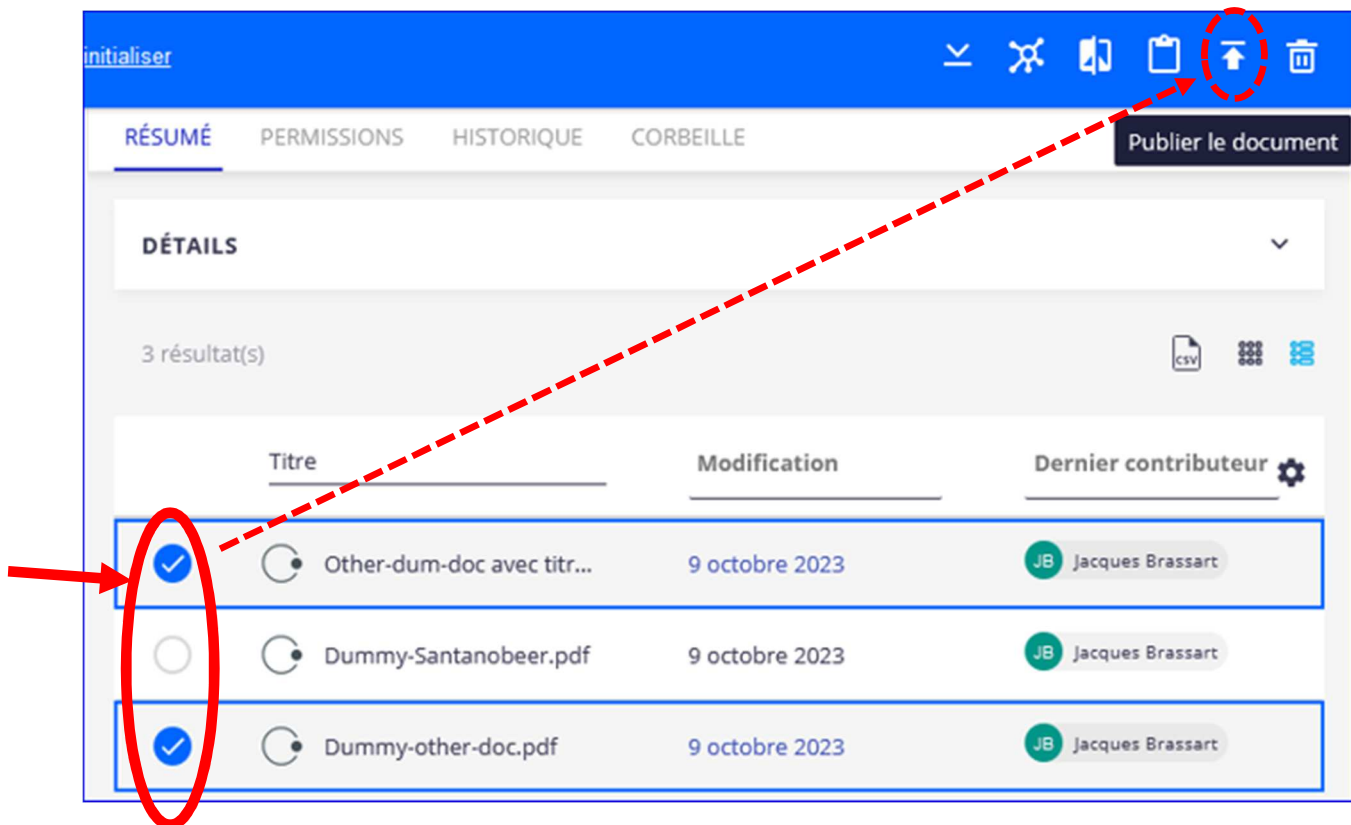 initialiser
RÉSUMÉ PERMISSIONS HISTORIQUE CORBEILLE
Publier le document
DÉTAILS
3 résultat(s)
CSV
Titre Modification Dernier contributeur
Other-dum-doc avec titr... 9 octobre 2023 JB Jacques Brassart
Dummy-Santanobeer.pdf 9 octobre 2023 JB Jacques Brassart
Dummy-other-doc.pdf 9 octobre 2023 JB Jacques Brassart